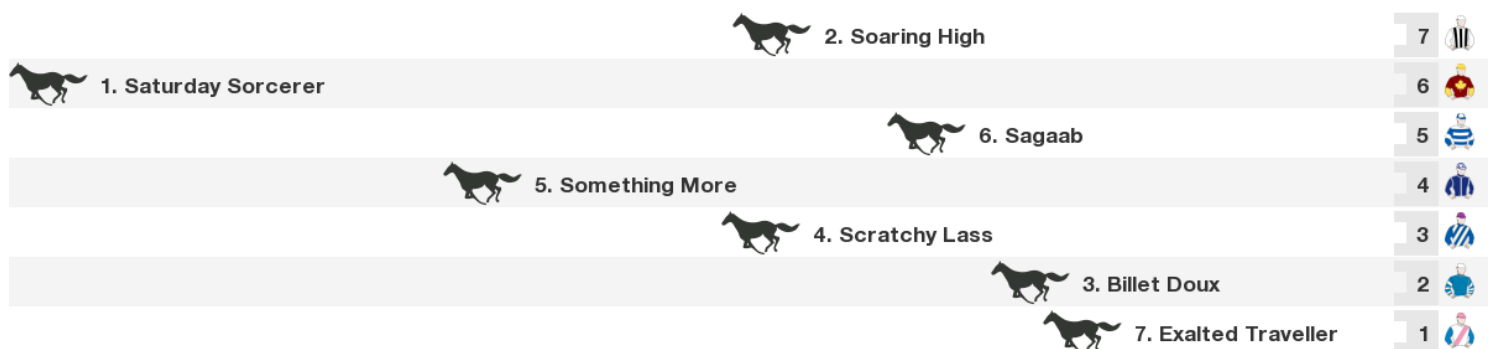 2. Soaring High 7
1. Saturday Sorcerer 6
6. Sagaab 5
5. Something More 4
4. Scratchy Lass 3
3. Billet Doux 2
7. Exalted Traveller 1